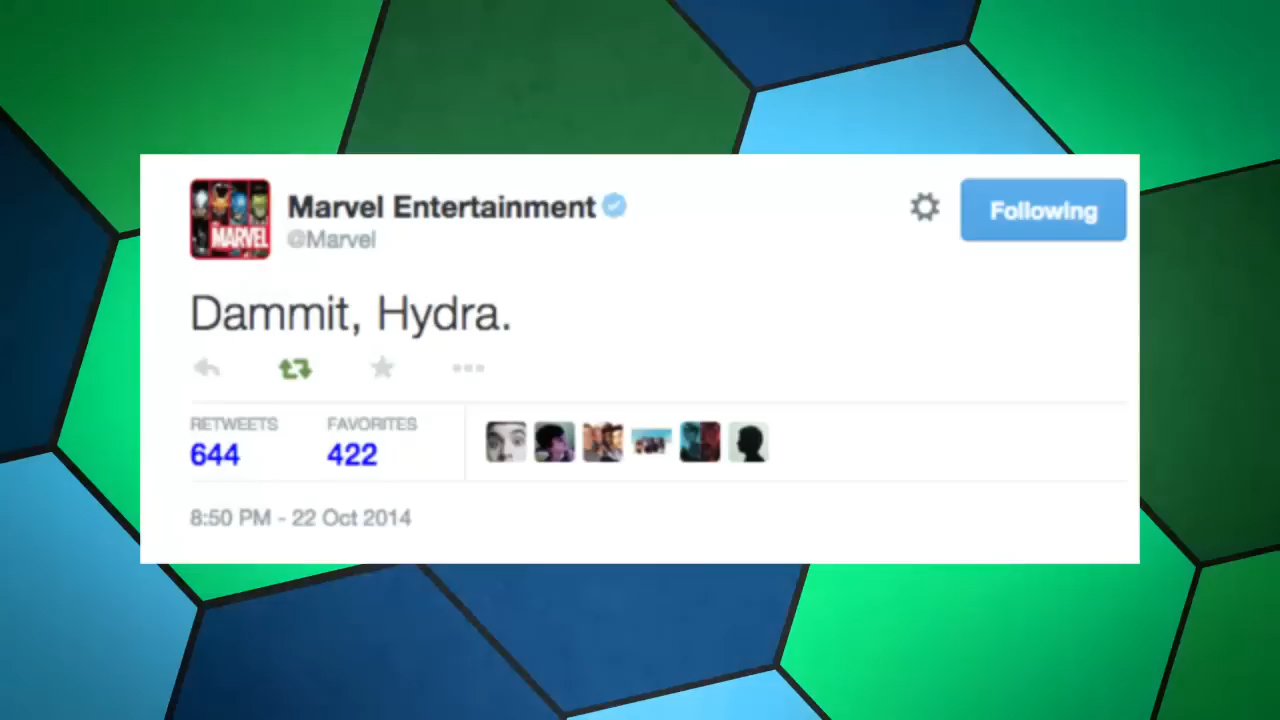 MARVEL
Marvel Entertainment
@Marvel
Following
Dammit, Hydra.
RETWEETS FAVORITES
644 422
8:50 PM - 22 Oct 2014